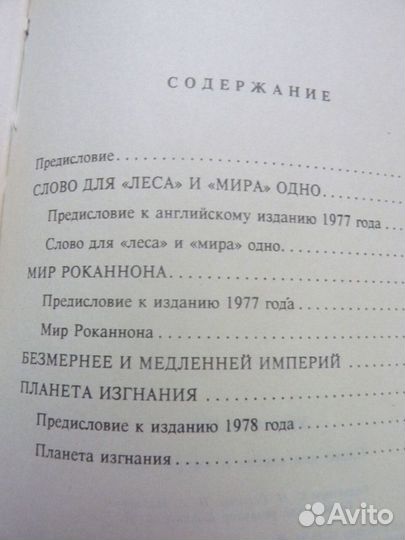 СОДЕРЖАНИЕ
Предисловие
СЛОВО ДЛЯ «ЛЕСА» И «МИРА» ОДНО
Предисловие к английскому изданию 1977 года
Слово для «леса» и «мира» одно
МИР РОКАННОНА
Предисловие к изданию 1977 года
Мир Роканнона
БЕЗМЕРНЕЕ И МЕДЛЕННЕЙ ИМПЕРИЙ
ПЛАНЕТА ИЗГНАНИЯ
Предисловие к изданию 1978 года
Планета изгнания
Avito